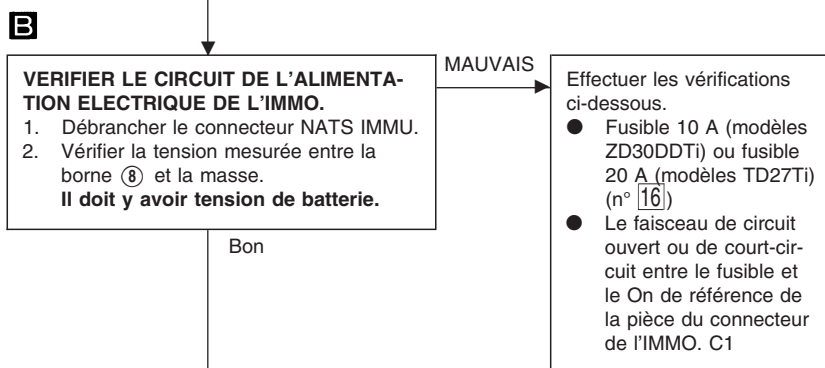 B
VERIFIER LE CIRCUIT DE L'ALIMENTA-
TION ELECTRIQUE DE L'IMMO.
1. Débrancher le connecteur NATS IMMU.
2. Vérifier la tension mesurée entre la
borne ⑧ et la masse.
Il doit y avoir tension de batterie.
MAUVAIS
Effectuer les vérifications
ci-dessous.
● Fusible 10 A (modèles
ZD30DDTi) ou fusible
20 A (modèles TD27Ti)
(n° 16)
● Le faisceau de circuit
ouvert ou de court-cir-
cuit entre le fusible et
le On de référence de
la pièce du connecteur
de l'IMMO. C1
Bon